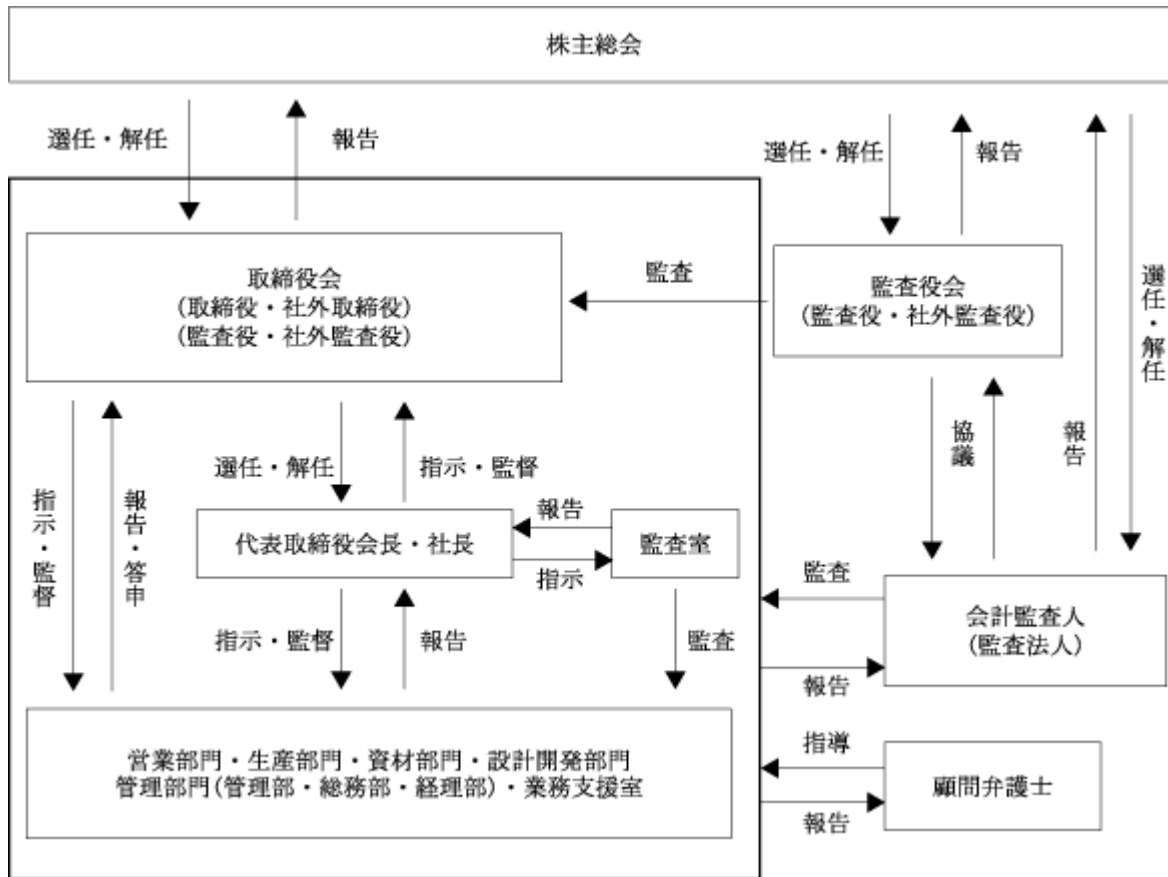 株主総会
選任・解任
報告
選任・解任
報告
取締役会
(取締役・社外取締役)
(監査役・社外監査役)
監査
監査役会
(監査役・社外監査役)
選任・解任
報告
協議
指示・監督
報告・答申
選任・解任
指示・監督
代表取締役会長・社長
報告
指示
監査室
監査
会計監査人
(監査法人)
報告
指示・監督
報告
監査
営業部門・生産部門・資材部門・設計開発部門
管理部門(管理部・総務部・経理部)・業務支援室
指導
顧問弁護士
報告